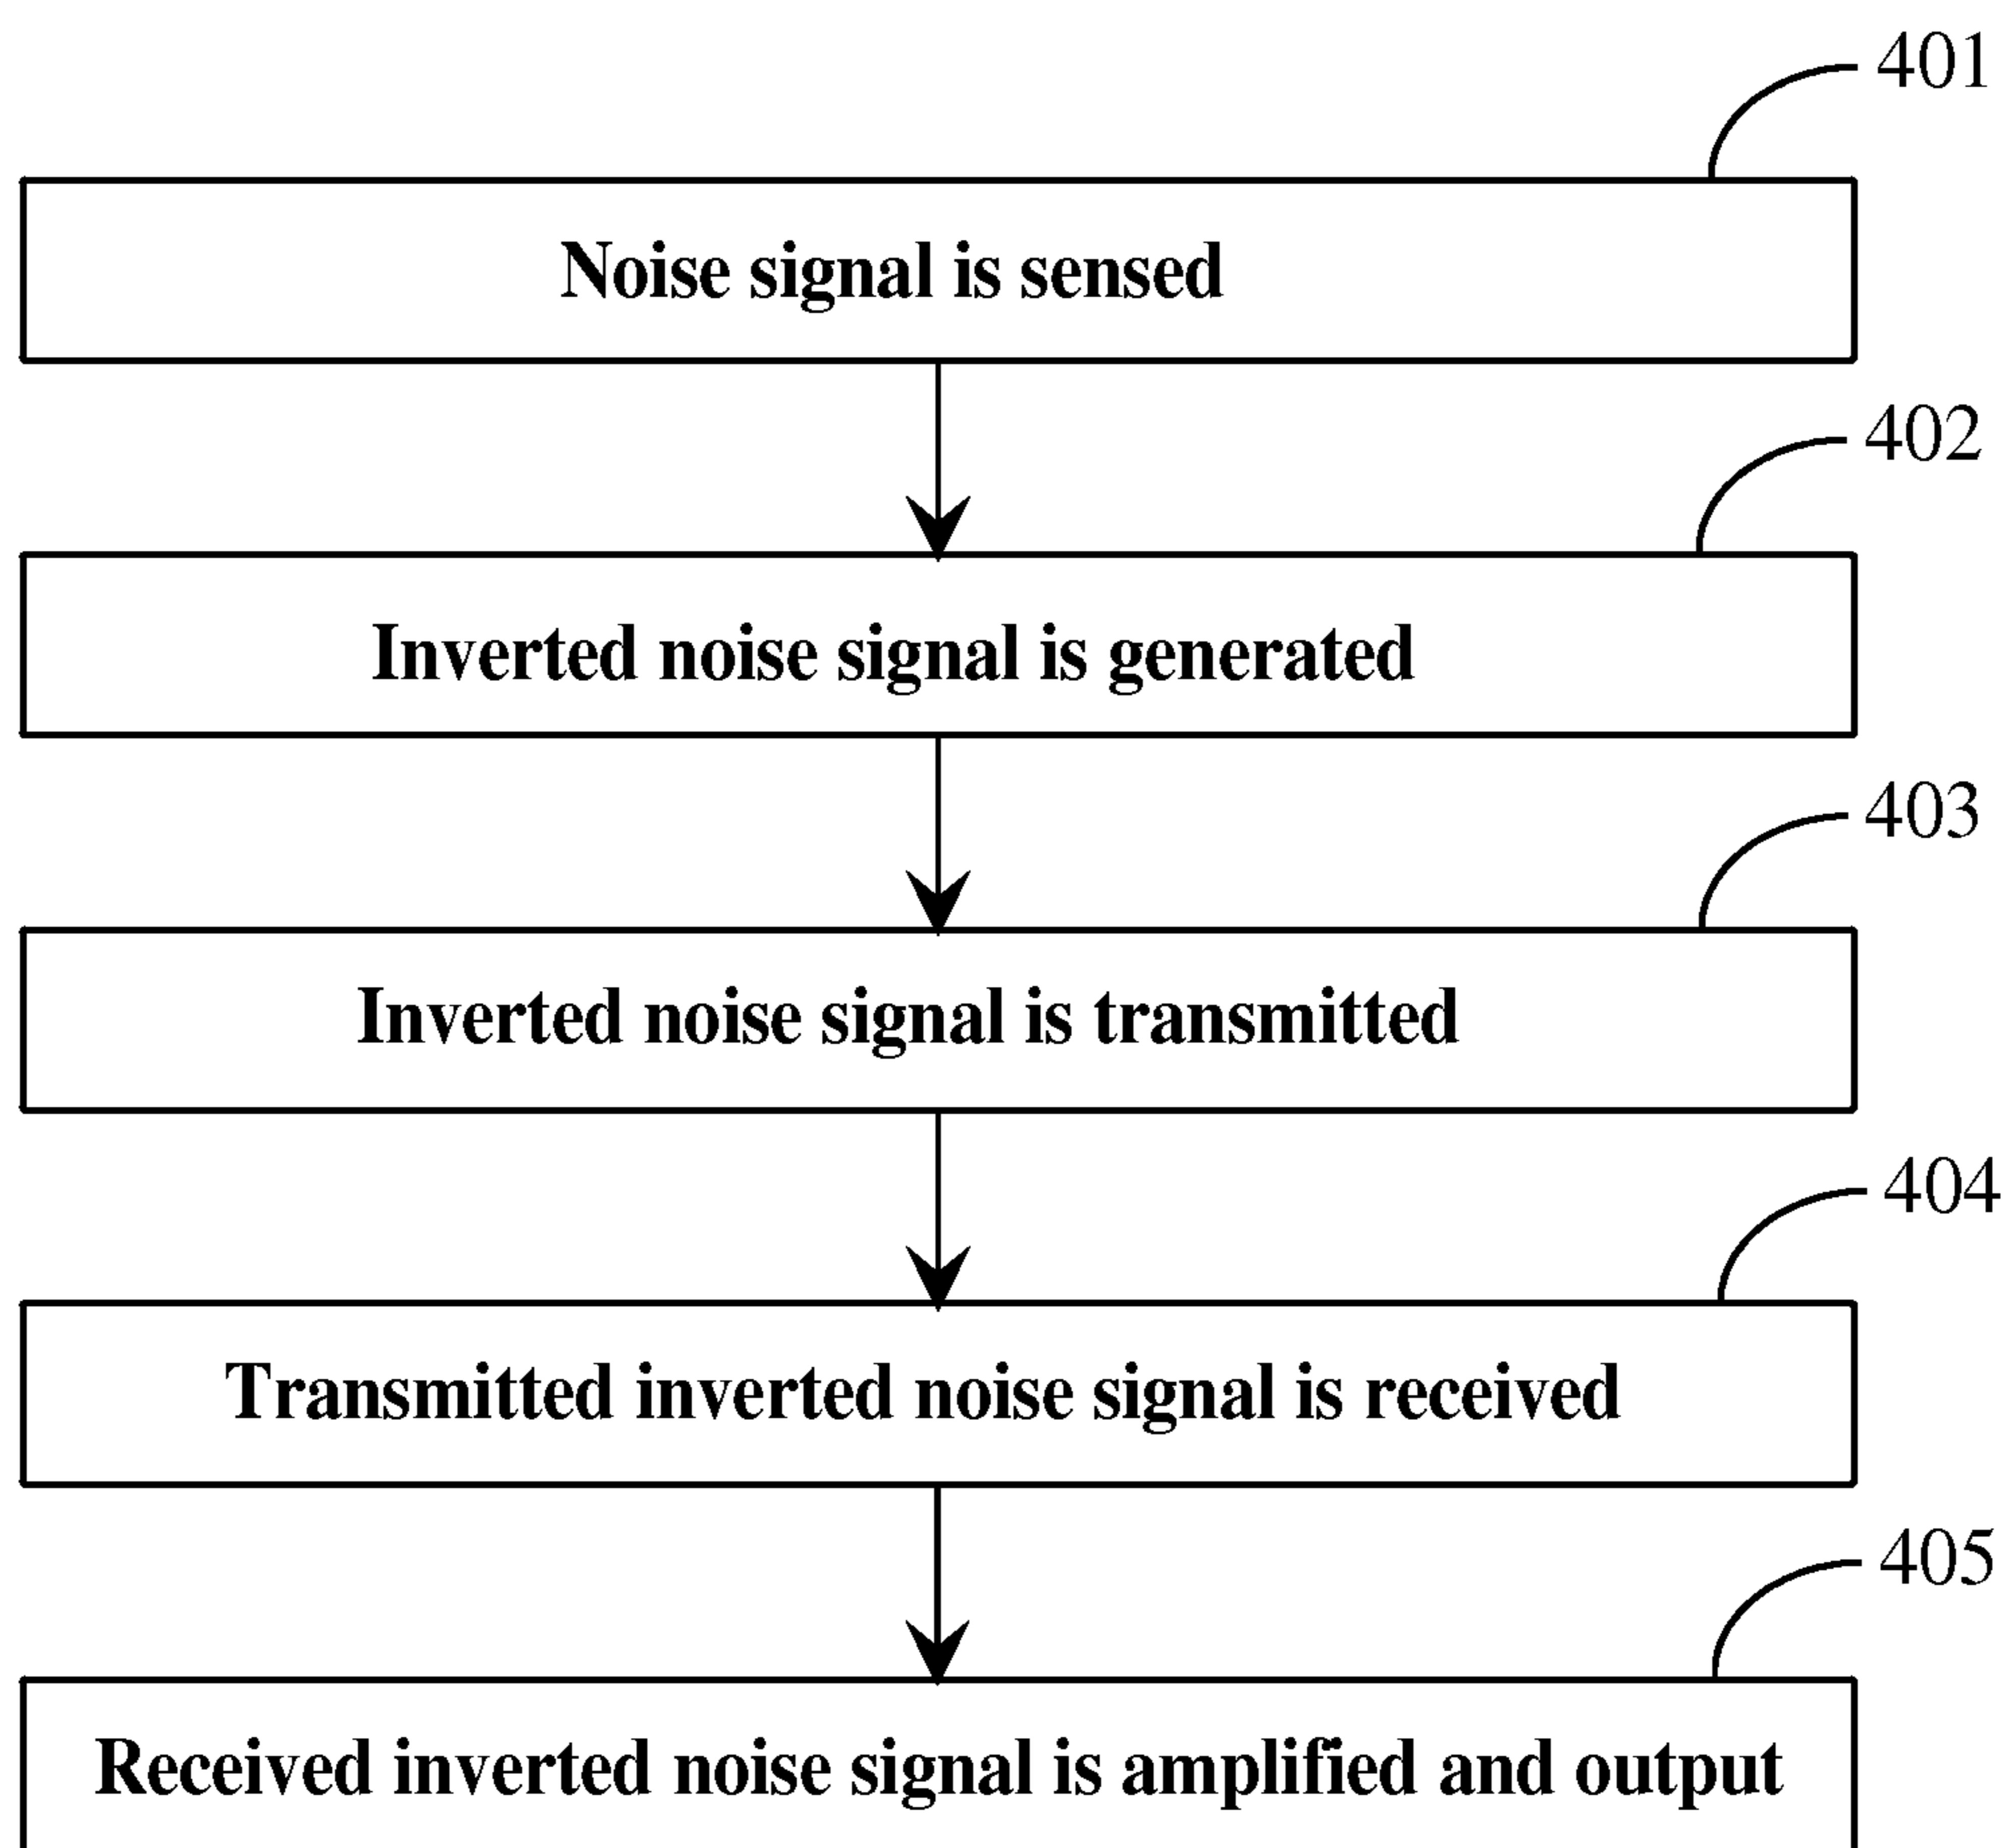 401
Noise signal is sensed
402
Inverted noise signal is generated
403
Inverted noise signal is transmitted
404
Transmitted inverted noise signal is received
405
Received inverted noise signal is amplified and output